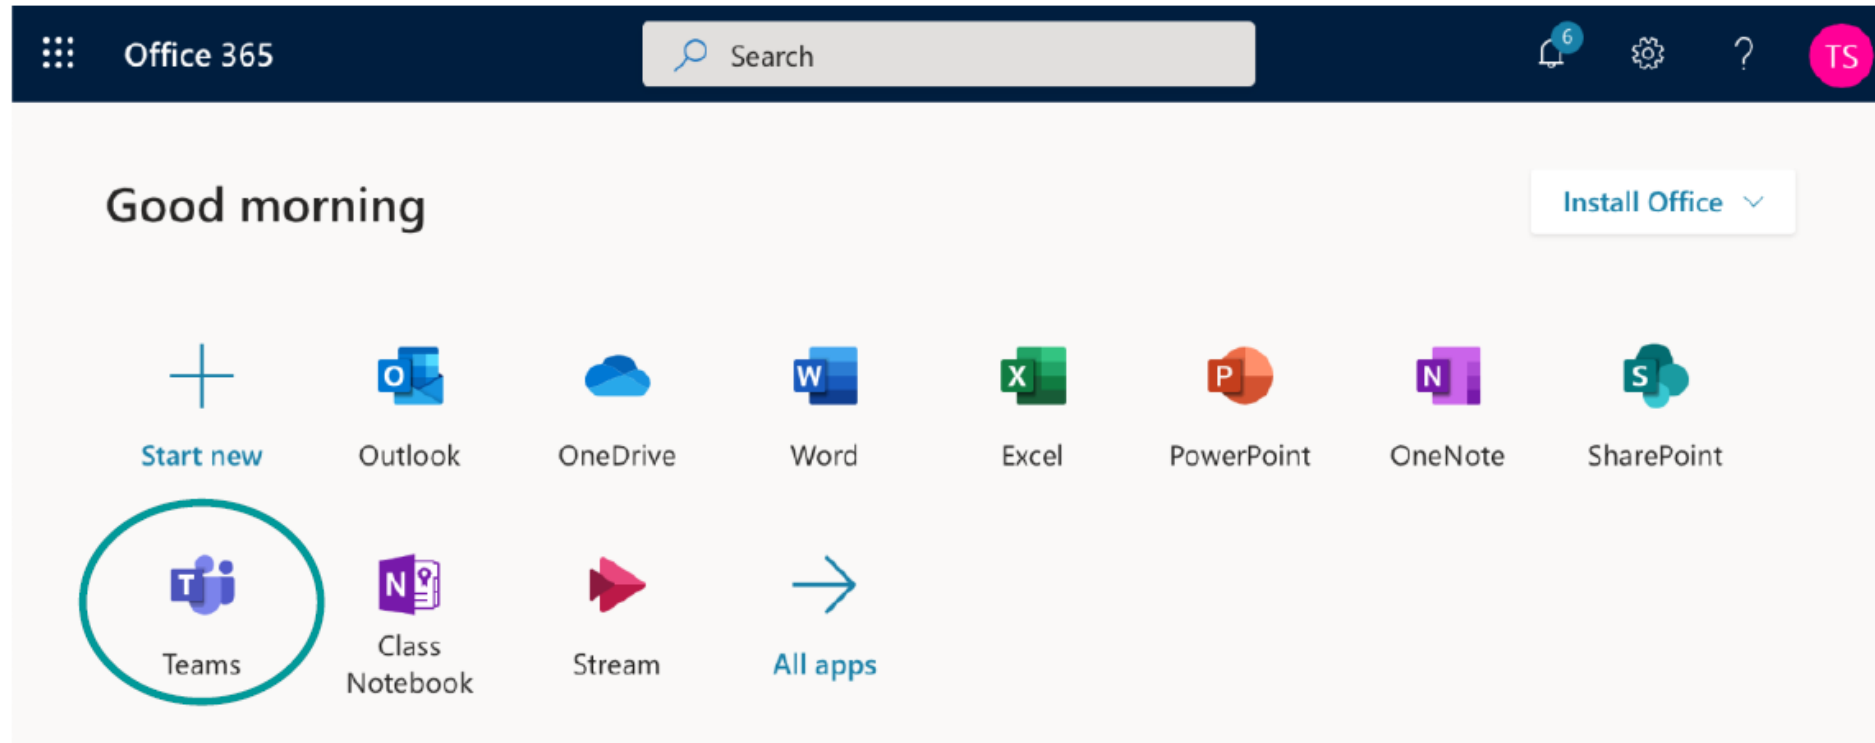 Office 365
Search
6
?
TS
Good morning
Install Office
O
W
X
P
N
S
Start new
Outlook
OneDrive
Word
Excel
PowerPoint
OneNote
SharePoint
T
N
Teams
Class
Notebook
Stream
All apps